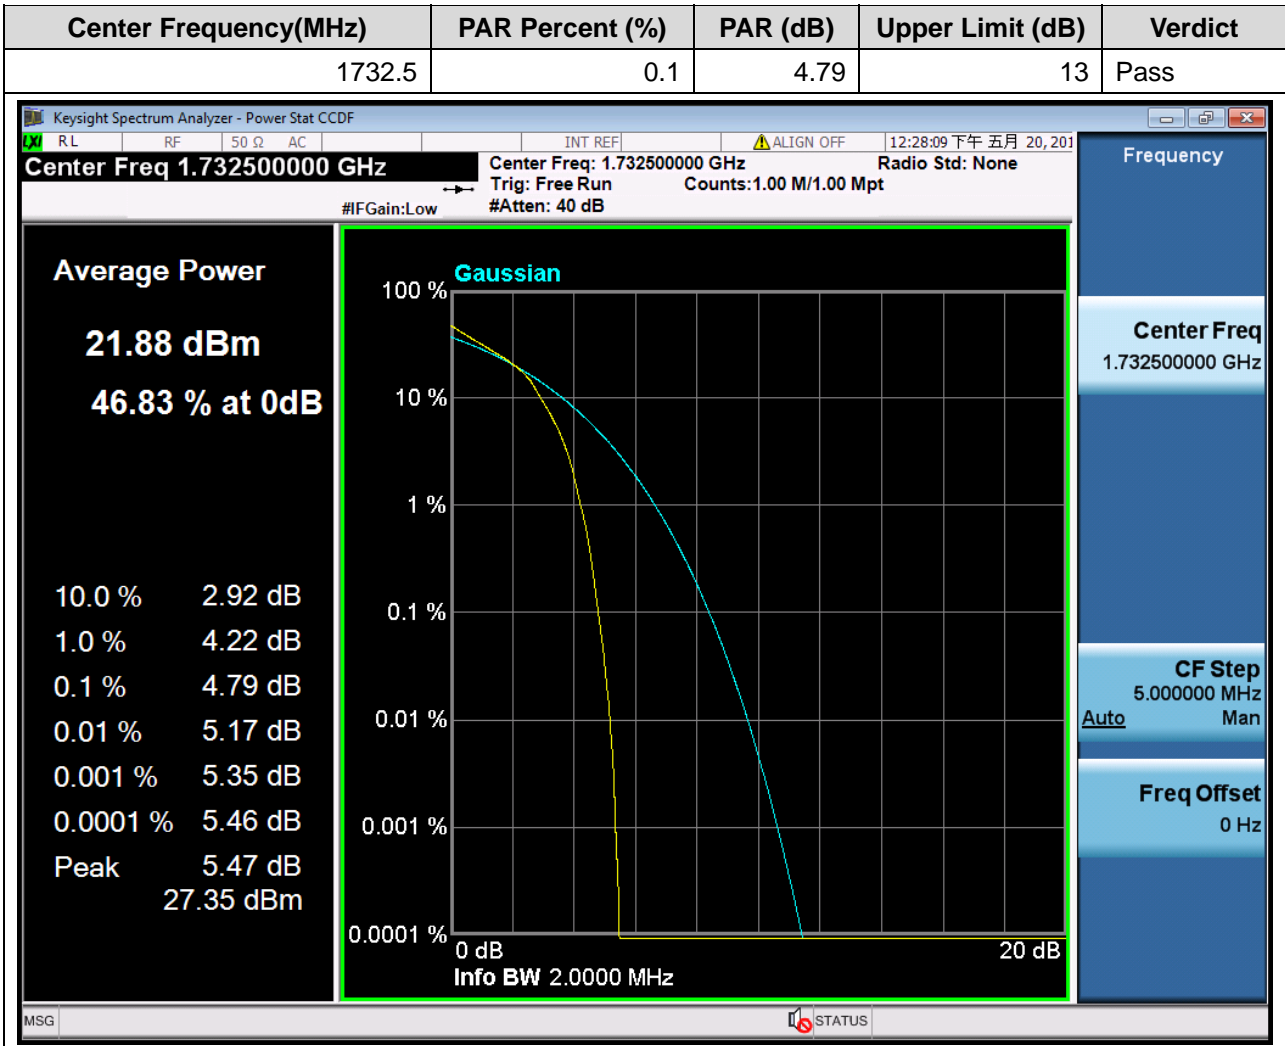 Center Frequency(MHz) PAR Percent (%) PAR (dB) Upper Limit (dB) Verdict
1732.5 0.1 4.79 13 Pass
Keysight Spectrum Analyzer - Power Stat CCDF
LXI RL RF 50 Ω AC INT REF ALIGN OFF 12:28:09 下午 五月 20, 201
Center Freq 1.732500000 GHz
#IFGain:Low
Center Freq: 1.732500000 GHz Radio Std: None
Trig: Free Run Counts:1.00 M/1.00 Mpt
#Atten: 40 dB
Average Power
21.88 dBm
46.83 % at 0dB
10.0 % 2.92 dB
1.0 % 4.22 dB
0.1 % 4.79 dB
0.01 % 5.17 dB
0.001 % 5.35 dB
0.0001 % 5.46 dB
Peak 5.47 dB
27.35 dBm
Gaussian
100 %
10 %
1 %
0.1 %
0.01 %
0.001 %
0.0001 %
0 dB 20 dB
Info BW 2.0000 MHz
Frequency
Center Freq
1.732500000 GHz
CF Step
5.000000 MHz
Auto Man
Freq Offset
0 Hz
MSG STATUS